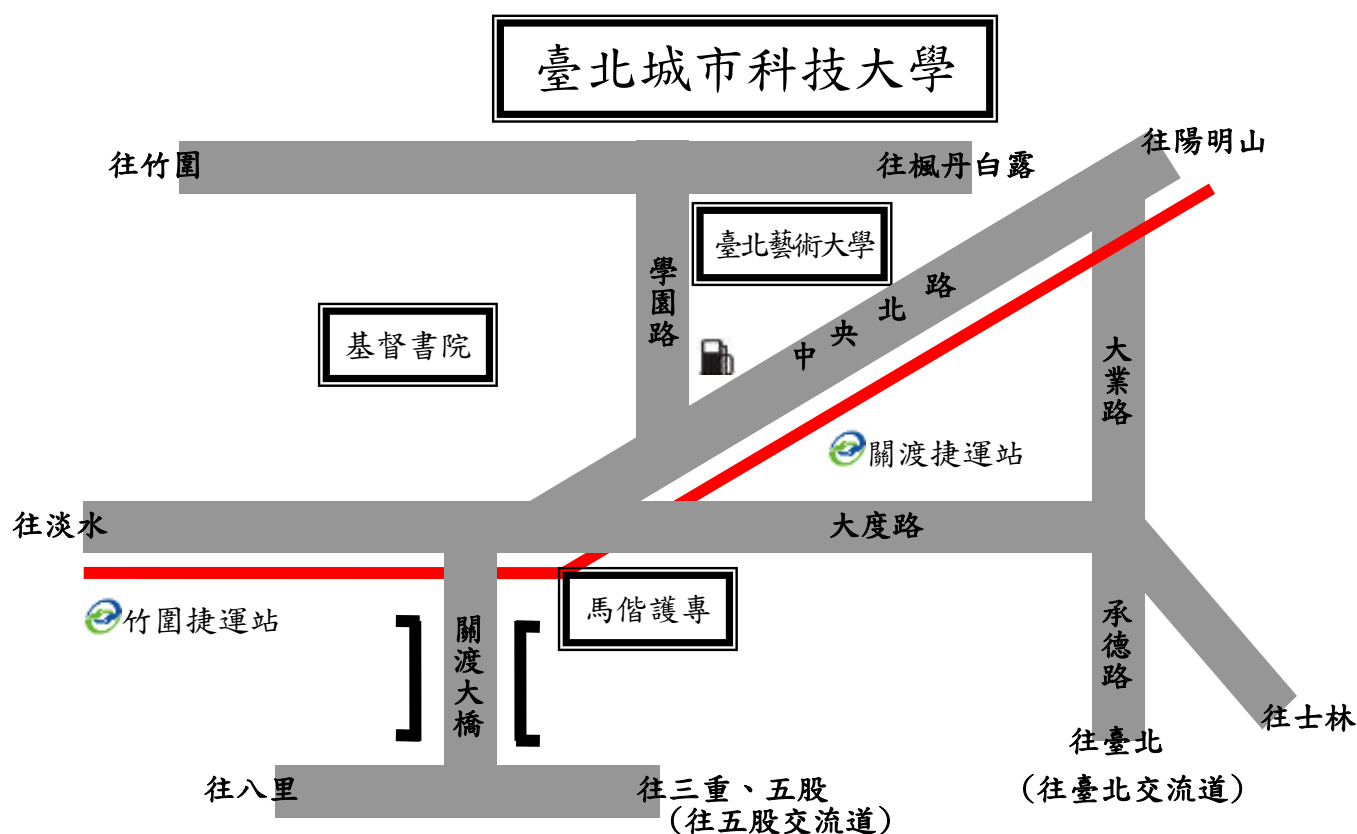 臺北城市科技大學
往陽明山
往竹圍
往楓丹白露
臺北藝術大學
學園路
中央北路
基督書院
大業路
關渡捷運站
往淡水
大度路
竹圍捷運站
馬偕護專
關渡大橋
承德路
往士林
往臺北
(往臺北交流道)
往八里
往三重、五股
(往五股交流道)